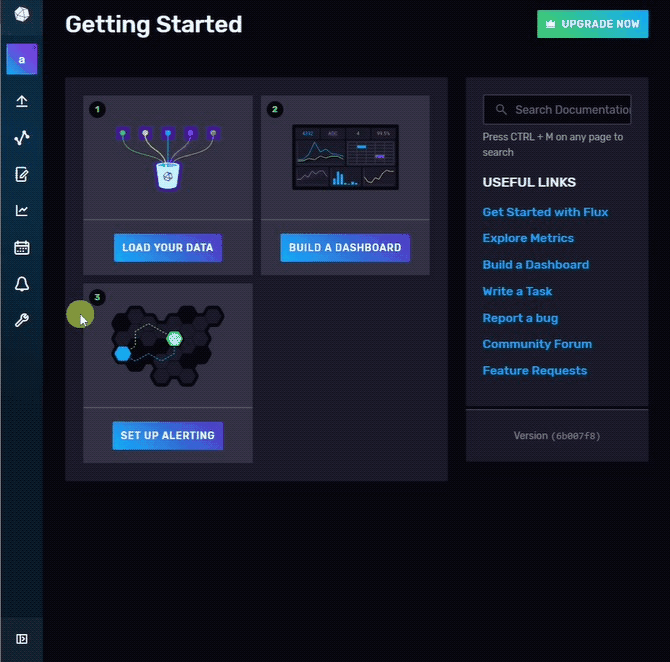 Getting Started
UPGRADE NOW
a
1
2
LOAD YOUR DATA
BUILD A DASHBOARD
3
SET UP ALERTING
Search Documentation
Press CTRL + M on any page to
search
USEFUL LINKS
Get Started with Flux
Explore Metrics
Build a Dashboard
Write a Task
Report a bug
Community Forum
Feature Requests
Version (6b007f8)